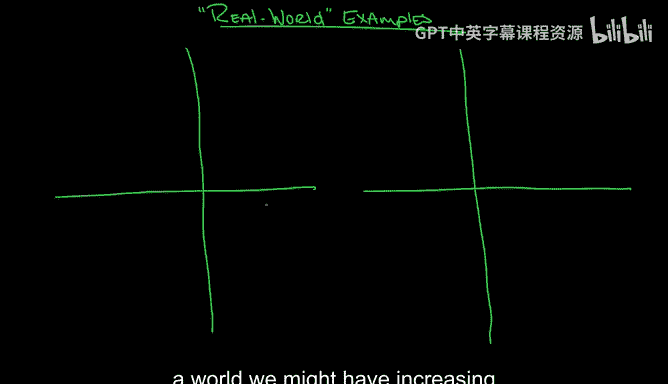 "REAL-WORLD" EXAMPLES
GPT中英字幕课程资源 bilibili
a world we might have increasing